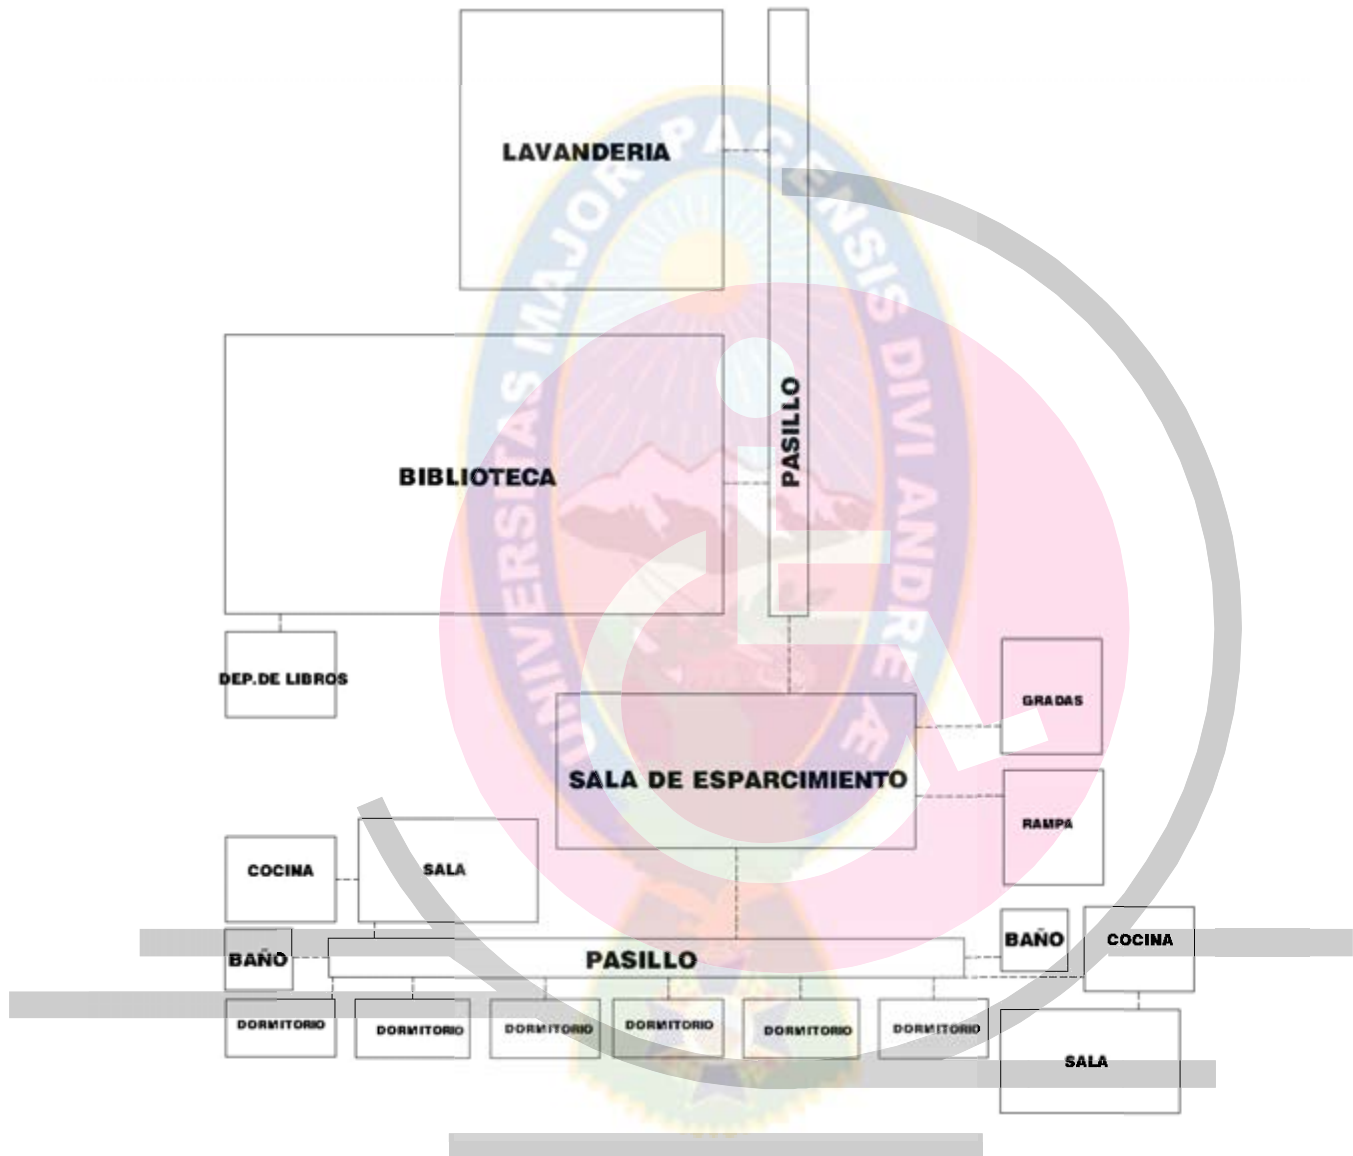 LAVANDERIA
UNIVERSITAS MAJOR PACENSIS DIVI ANDREÆ
PASILLO
BIBLIOTECA
DEP.DE LIBROS
GRADAS
SALA DE ESPARCIMIENTO
RAMPA
COCINA
SALA
BAÑO
PASILLO
BAÑO
COCINA
DORMITORIO
DORMITORIO
DORMITORIO
DORMITORIO
DORMITORIO
DORMITORIO
SALA